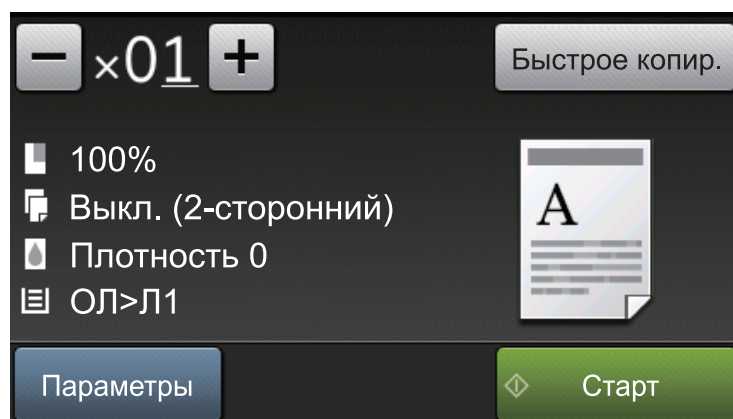 − ×01 + Быстрое копир.
100%
Выкл. (2-сторонний)
A
Плотность 0
ОЛ>Л1
Параметры Старт